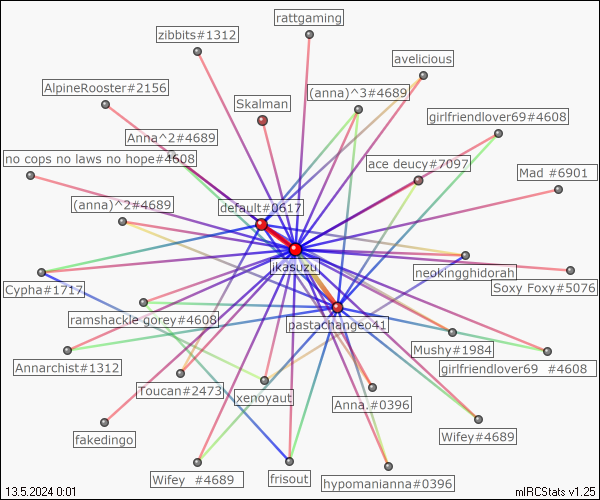 rattgaming
zibbits#1312
avelicious
AlpineRooster#2156
(anna)^3#4689
Skalman
girlfriendlover69#4608
Anna^2#4689
no cops no laws no hope#4608
ace deucy#7097
Mad #6901
(anna)^2#4689
default#0617
ikasuzu
neokingghidorah
Cypha#1717
Soxy Foxy#5076
ramshackle gorey#4608
pastachangeo41
Mushy#1984
Annarchist#1312
girlfriendlover69 #4608
Toucan#2473
xenoyaut
Anna.#0396
fakedingo
Wifey#4689
Wifey #4689
frisout
hypomanianna#0396
13.5.2024 0:01
mIRCStats v1.25